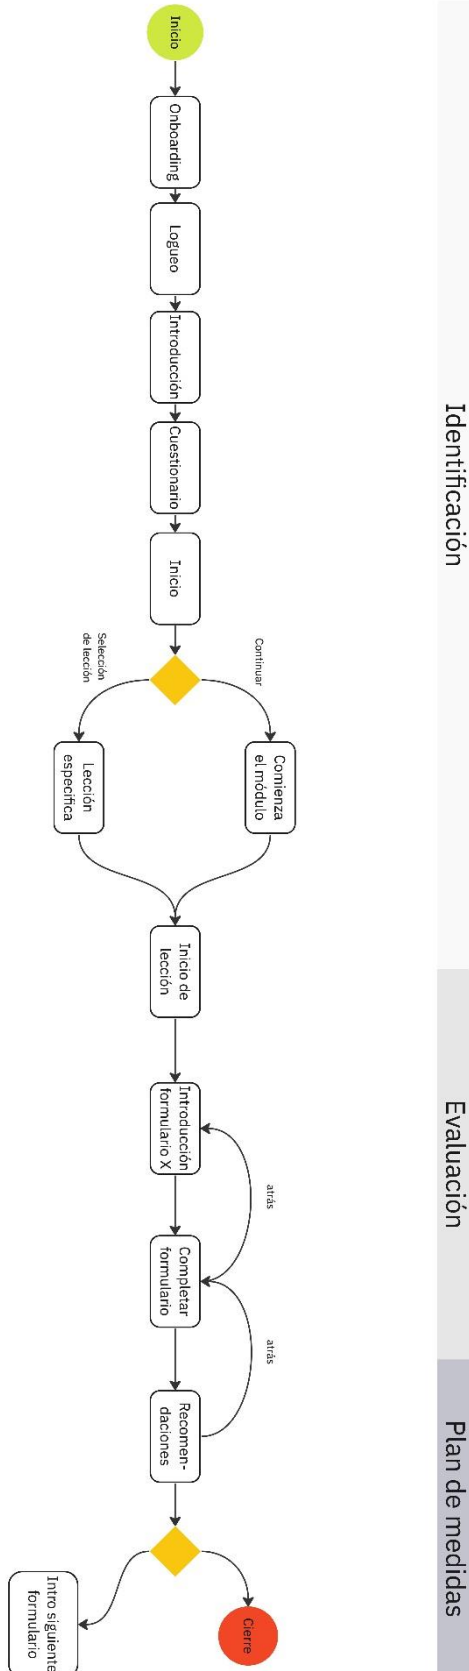 Identificación
Evaluación
Plan de medidas
Inicio
Onboarding
Logueo
Introducción
Cuestionario
Inicio
Continuar
Selección
de lección
Comienza
el módulo
Lección
especifica
Inicio de
lección
Introducción
formulario X
atrás
Completar
formulario
atrás
Recomen-
daciones
Cierre
Intro siguiente
formulario